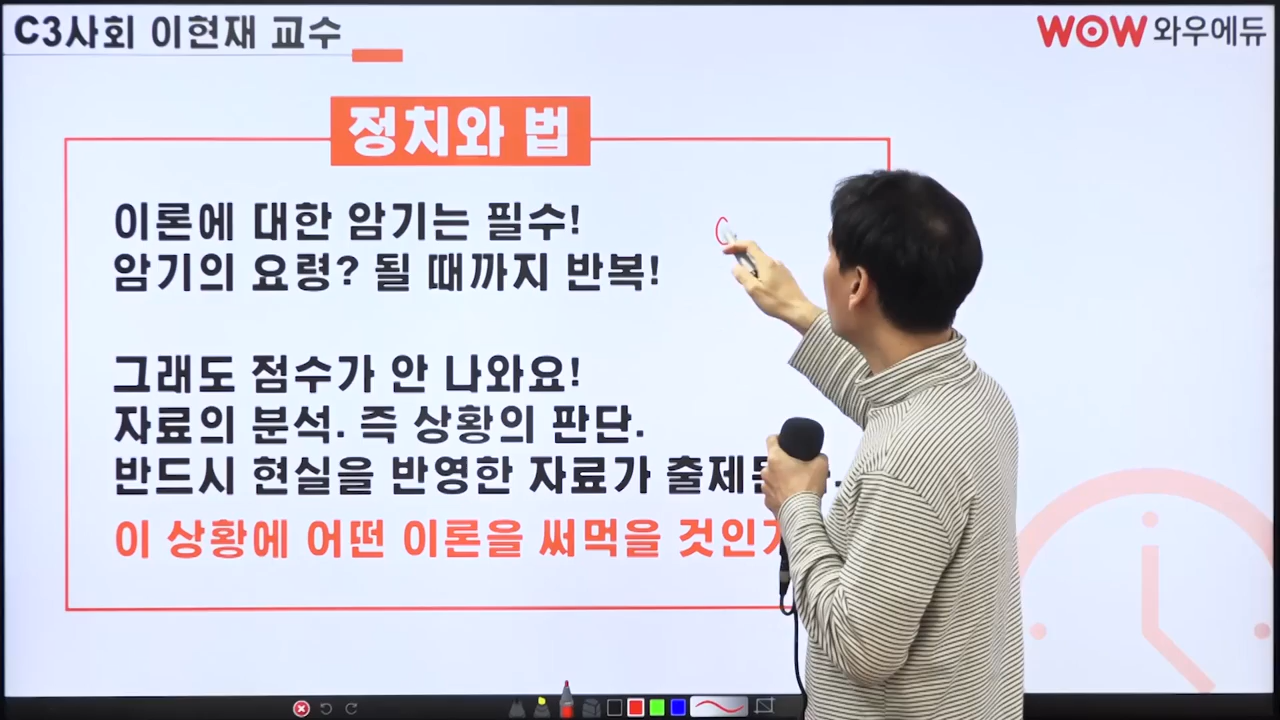 C3사회 이현재 교수
WOW 와우에듀
정치와 법
이론에 대한 암기는 필수!
암기의 요령? 될 때까지 반복!
그래도 점수가 안 나와요!
자료의 분석. 즉 상황의 판단.
반드시 현실을 반영한 자료가
이 상황에 어떤 이론을 써먹을